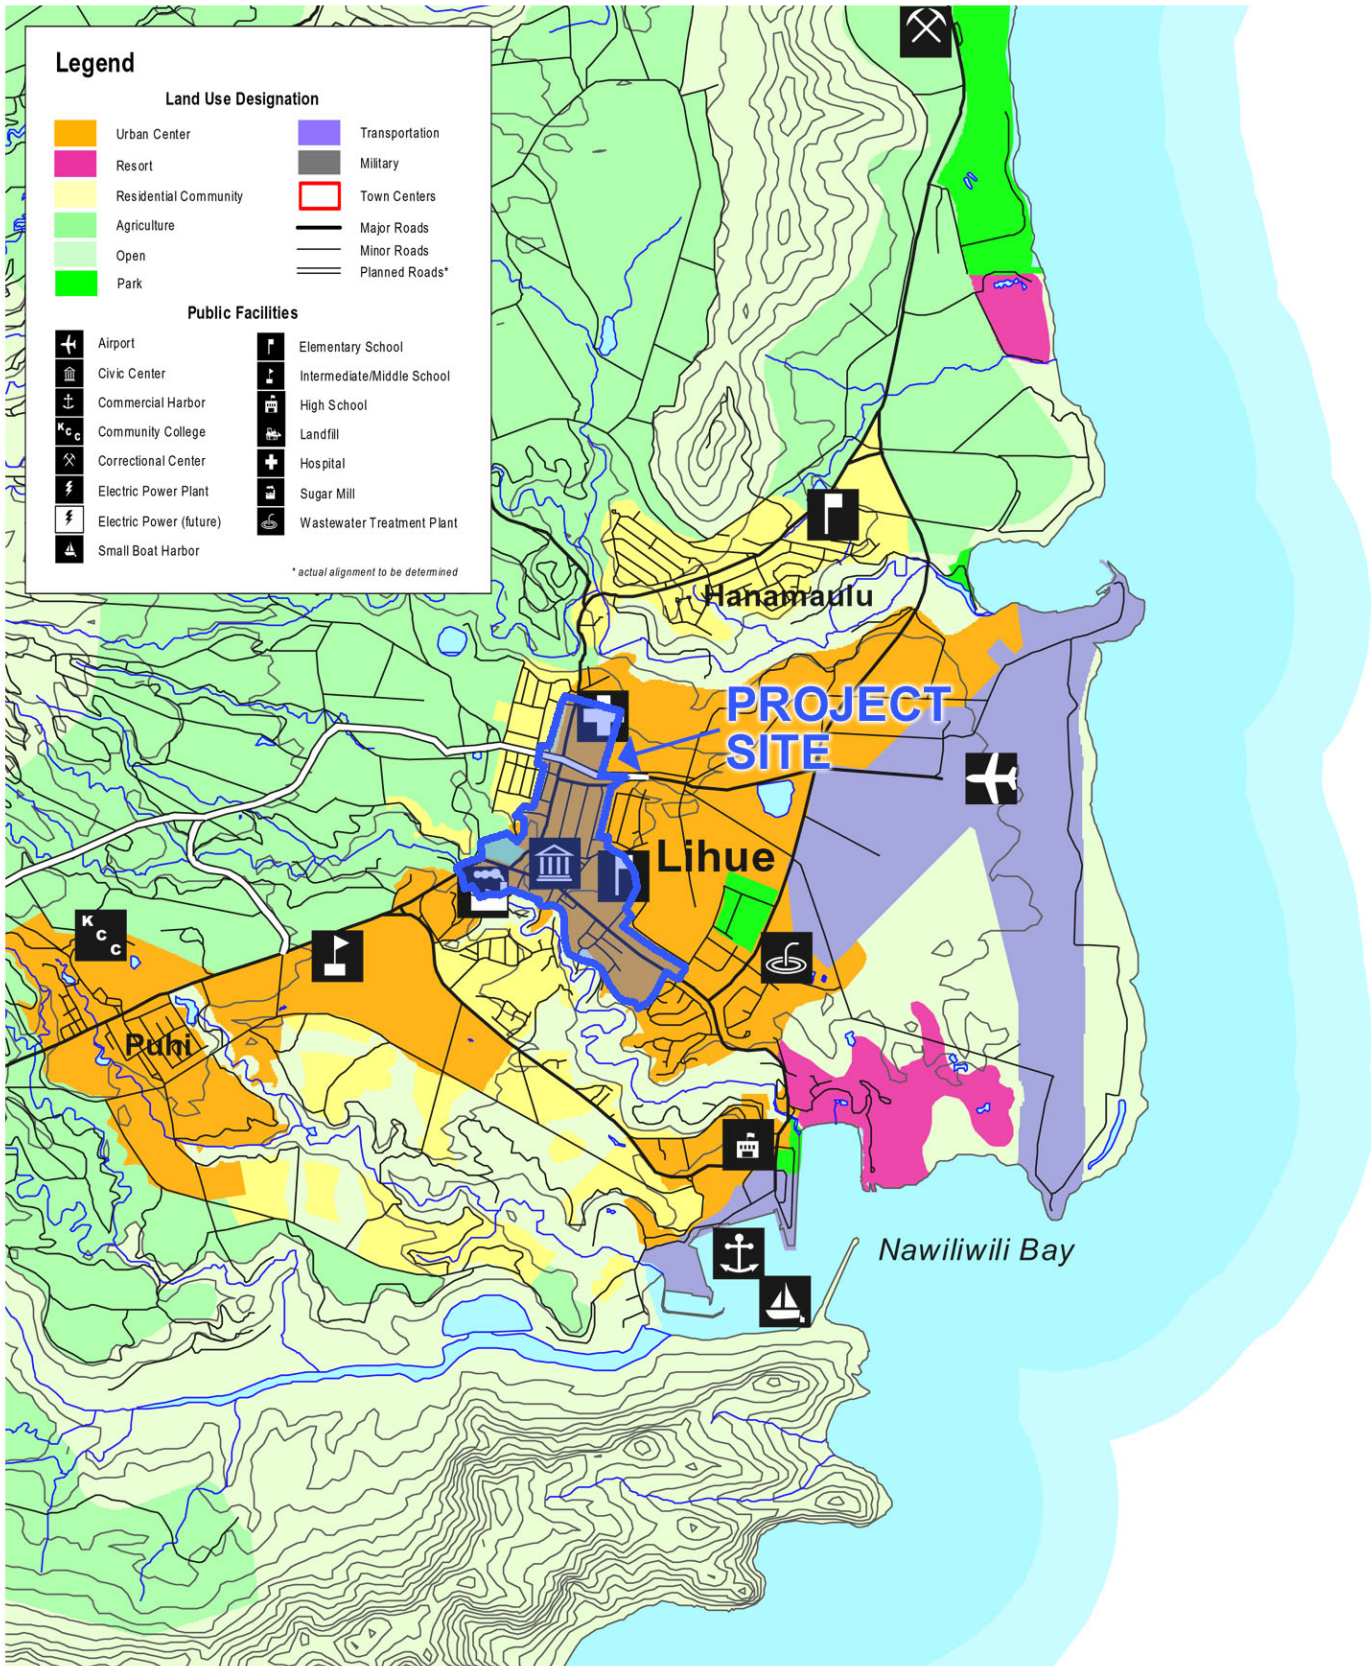 Legend
Land Use Designation
Urban Center
Resort
Residential Community
Agriculture
Open
Park
Transportation
Military
Town Centers
Major Roads
Minor Roads
Planned Roads*
Public Facilities
Airport
Civic Center
Commercial Harbor
KCC Community College
Correctional Center
Electric Power Plant
Electric Power (future)
Small Boat Harbor
Elementary School
Intermediate/Middle School
High School
Landfill
Hospital
Sugar Mill
Wastewater Treatment Plant
* actual alignment to be determined
Hanamaulu
PROJECT
SITE
Lihue
KCC
Puhi
Nawiliwili Bay